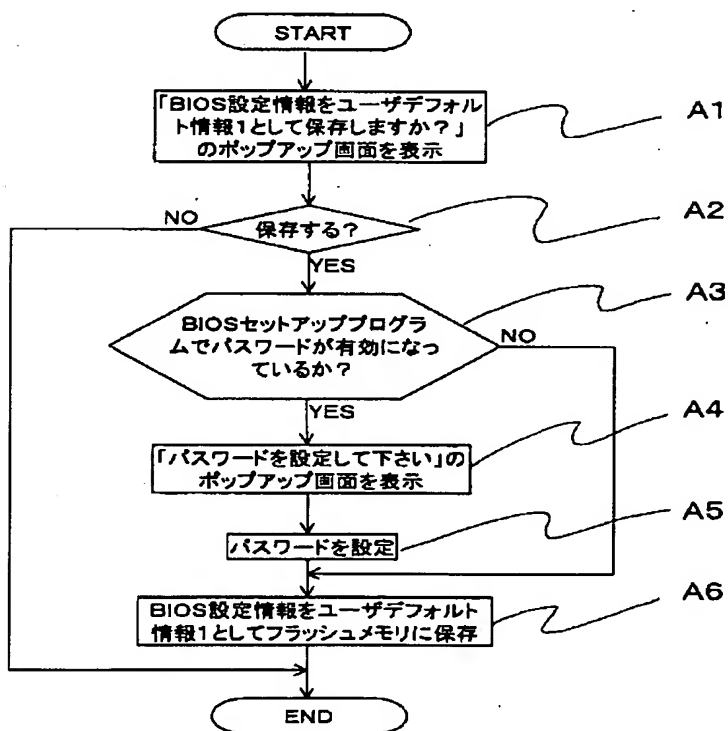 START
「BIOS設定情報をユーザデフォル
ト情報1として保存しますか?」
のポップアップ画面を表示
A1
保存する?
A2
NO
YES
BIOSセットアッププログラ
ムでパスワードが有効になっ
ているか?
A3
NO
YES
「パスワードを設定して下さい」の
ポップアップ画面を表示
A4
パスワードを設定
A5
BIOS設定情報をユーザデフォルト
情報1としてフラッシュメモリに保存
A6
END